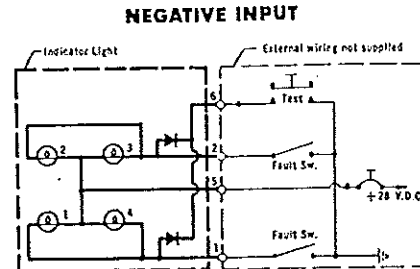 NEGATIVE INPUT
Indicator Light
External wiring not supplied
6
Test
2
3
2
Fault Sw.
5
28 V.D.C
1
4
Fault Sw.
1